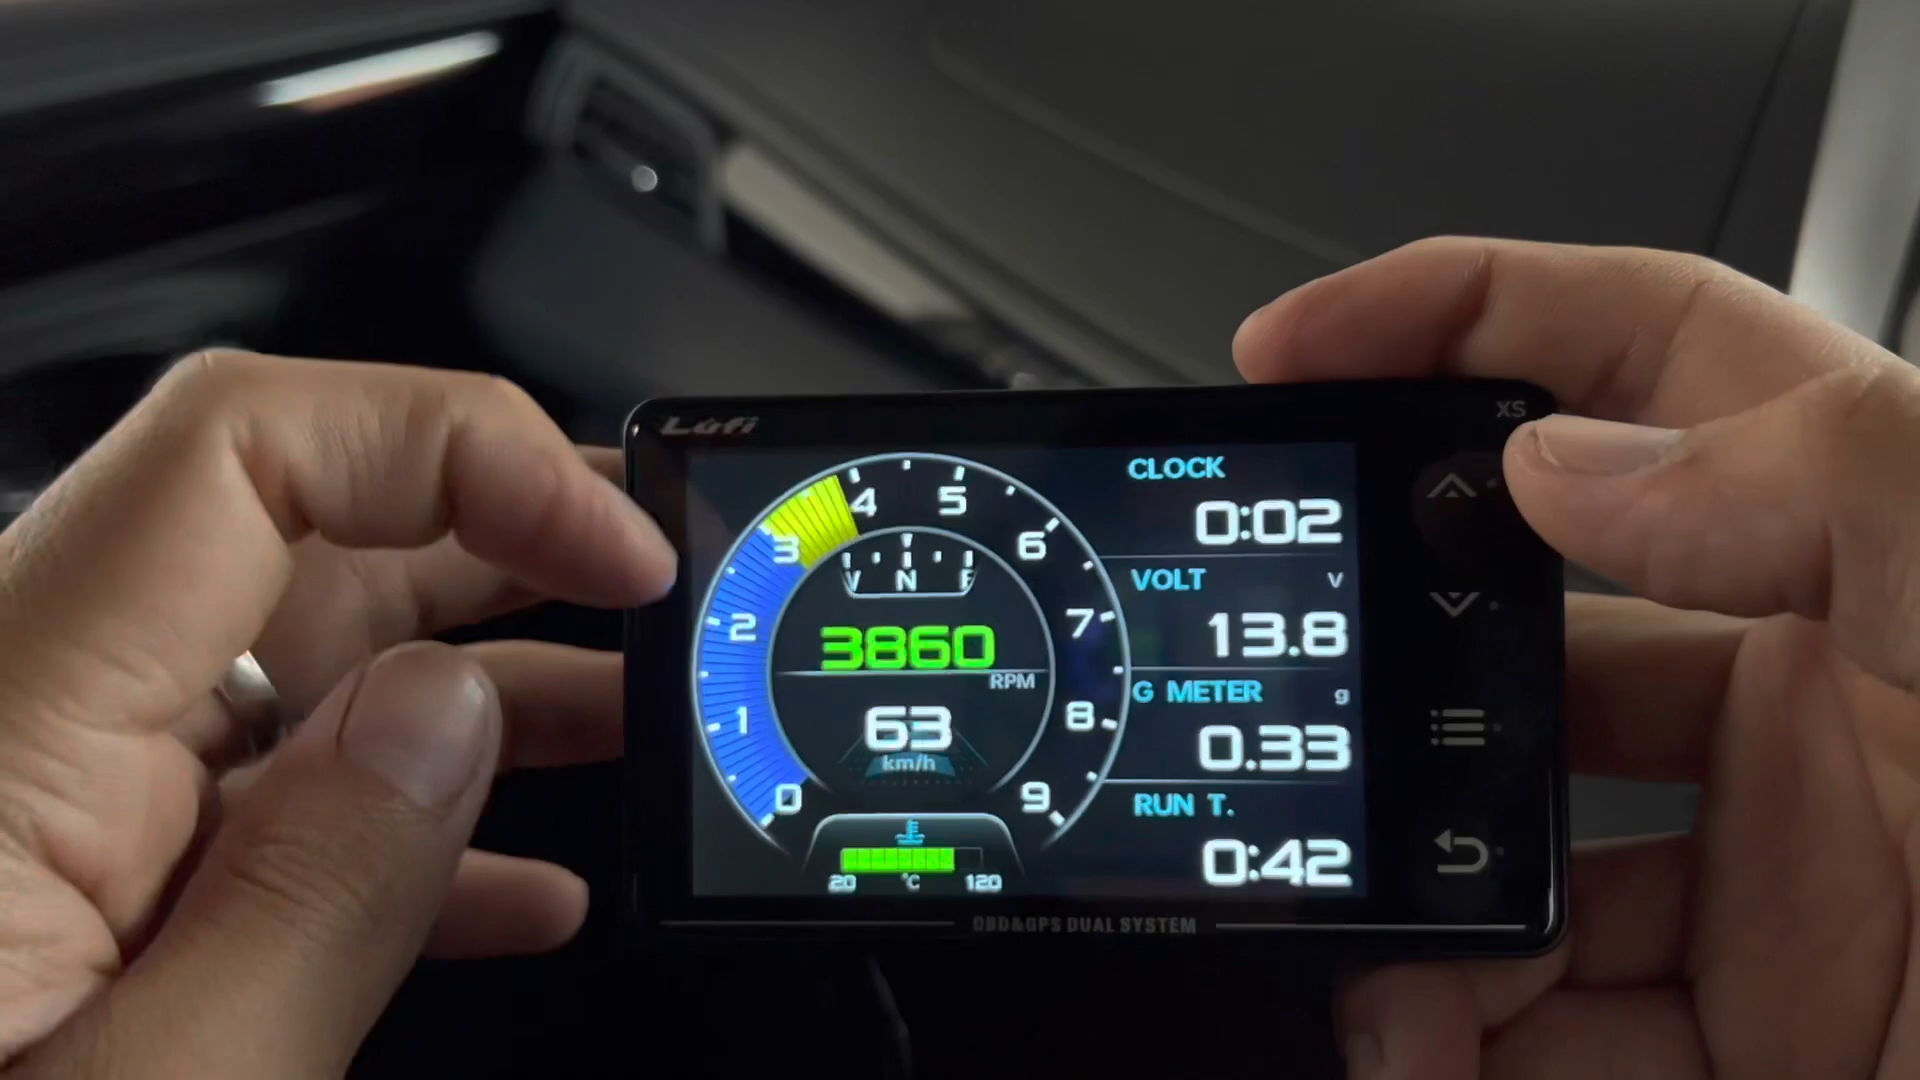 Lufi
XS
0
1
2
3
4
5
6
7
8
9
N
3860
RPM
63
km/h
20
°C
120
CLOCK
0:02
VOLT
V
13.8
G METER
g
0.33
RUN T.
0:42
OBD&GPS DUAL SYSTEM